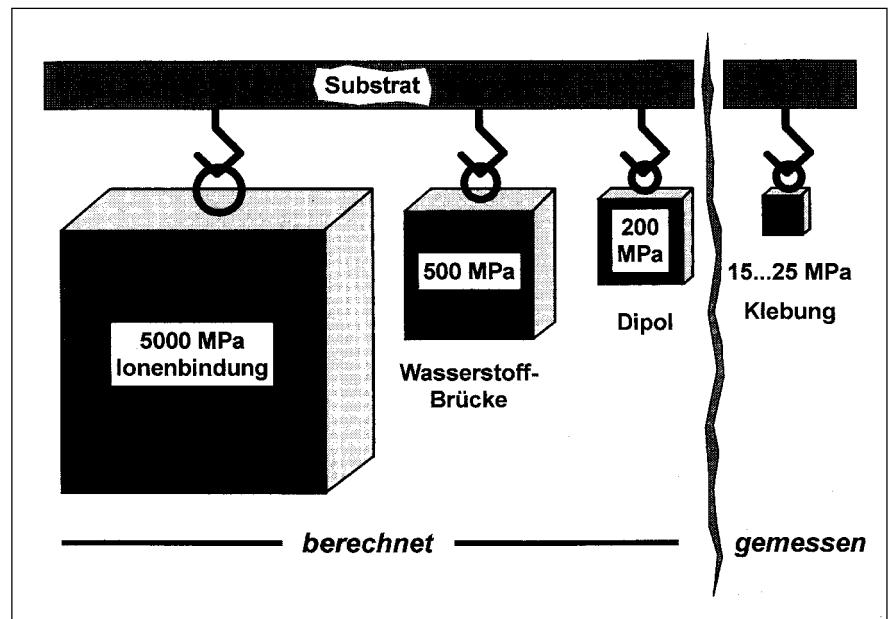 Substrat
5000 MPa
Ionenbindung
500 MPa
Wasserstoff-
Brücke
200
MPa
Dipol
15...25 MPa
Klebung
berechnet
gemessen